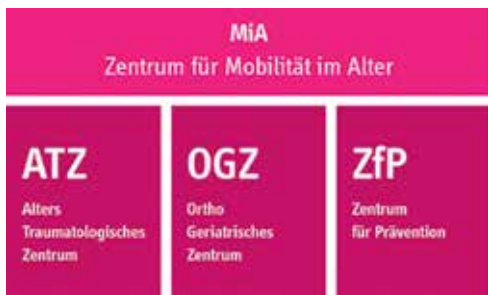 MiA
Zentrum für Mobilität im Alter
ATZ
Alters
Traumatologisches
Zentrum
OGZ
Ortho
Geriatrisches
Zentrum
ZfP
Zentrum
für Prävention